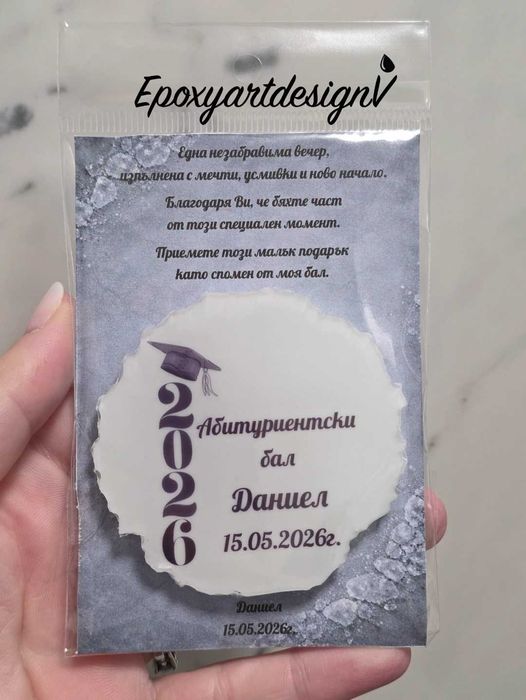 EpoxyartdesignV
Една незабравима вечер,
изпълнена с мечти, усмивки и ново начало.
Благодаря Ви, че бяхте част
от този специален момент.
Приемете този малък подарък
като спомен от моя бал.
2026
Абитуриентски
бал
Даниел
15.05.2026г.
Даниел
15.05.2026г.